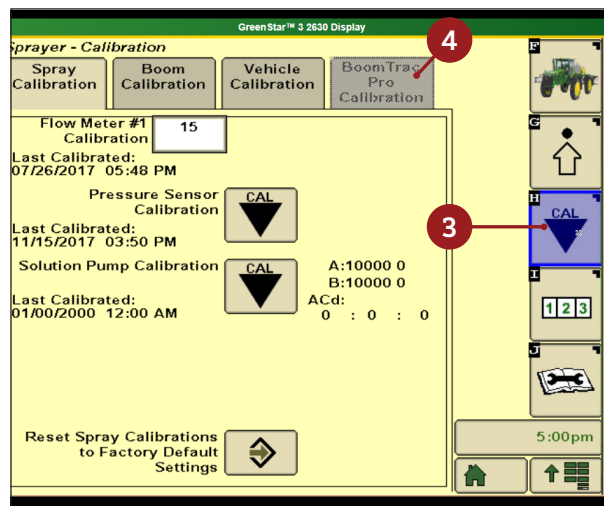 GreenStar™ 3 2630 Display
Sprayer - Calibration
Spray Calibration
Boom Calibration
Vehicle Calibration
BoomTrac Pro Calibration
4
Flow Meter #1 Calibration
15
Last Calibrated:
07/26/2017 05:48 PM
Pressure Sensor Calibration
CAL
Last Calibrated:
11/15/2017 03:50 PM
Solution Pump Calibration
CAL
A:10000 0
B:10000 0
Last Calibrated:
01/00/2000 12:00 AM
ACd:
0 : 0 : 0
Reset Spray Calibrations
to Factory Default
Settings
F
G
3
H
CAL
I
1 2 3
J
5:00pm